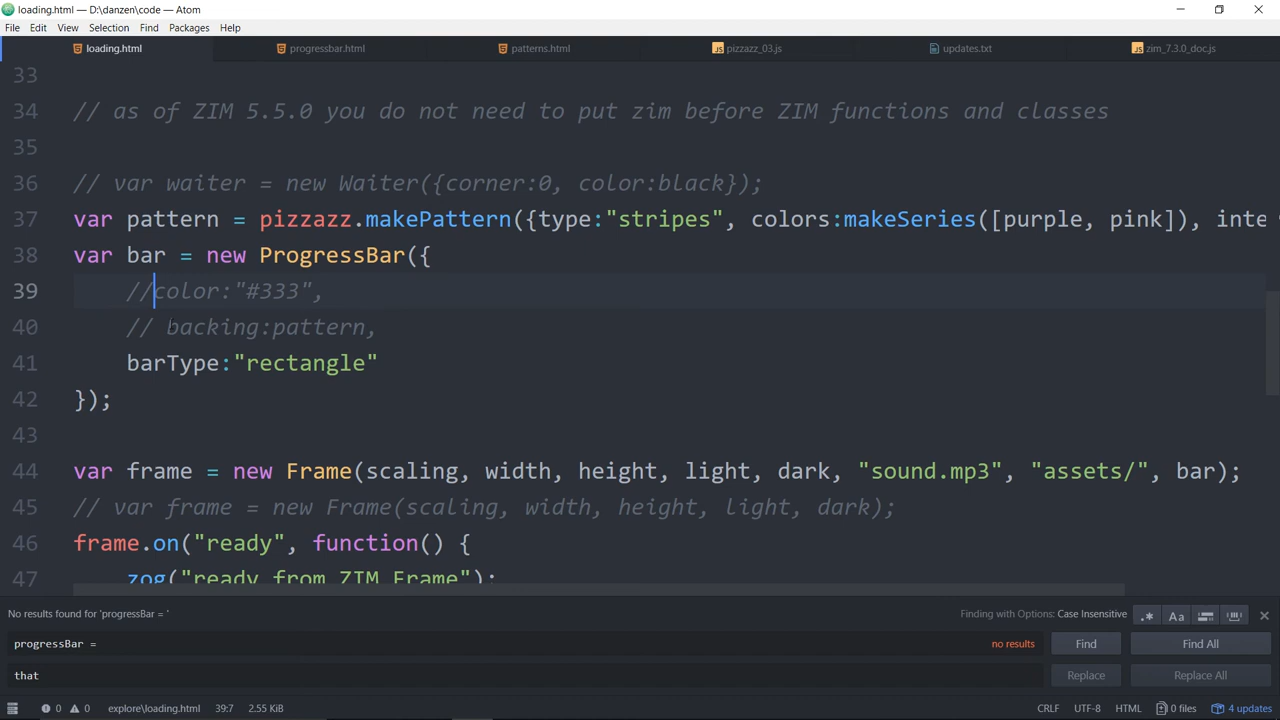 loading.html — D:\danzen\code — Atom
File Edit View Selection Find Packages Help
loading.html progressbar.html patterns.html pizzazz_03.js updates.txt zim_7.3.0_doc.js
33
34 // as of ZIM 5.5.0 you do not need to put zim before ZIM functions and classes
35
36 // var waiter = new Waiter({corner:0, color:black});
37 var pattern = pizzazz.makePattern({type:"stripes", colors:makeSeries([purple, pink]), inte
38 var bar = new ProgressBar({
39 //color:"#333",
40 // backing:pattern,
41 barType:"rectangle"
42 });
43
44 var frame = new Frame(scaling, width, height, light, dark, "sound.mp3", "assets/", bar);
45 // var frame = new Frame(scaling, width, height, light, dark);
46 frame.on("ready", function() {
47 zog("ready from ZIM Frame");
No results found for 'progressBar = ' Finding with Options: Case Insensitive .* Aa
progressBar = no results Find Find All
that Replace Replace All
0 0 explore\loading.html 39:7 2.55 KiB CRLF UTF-8 HTML 0 files 4 updates